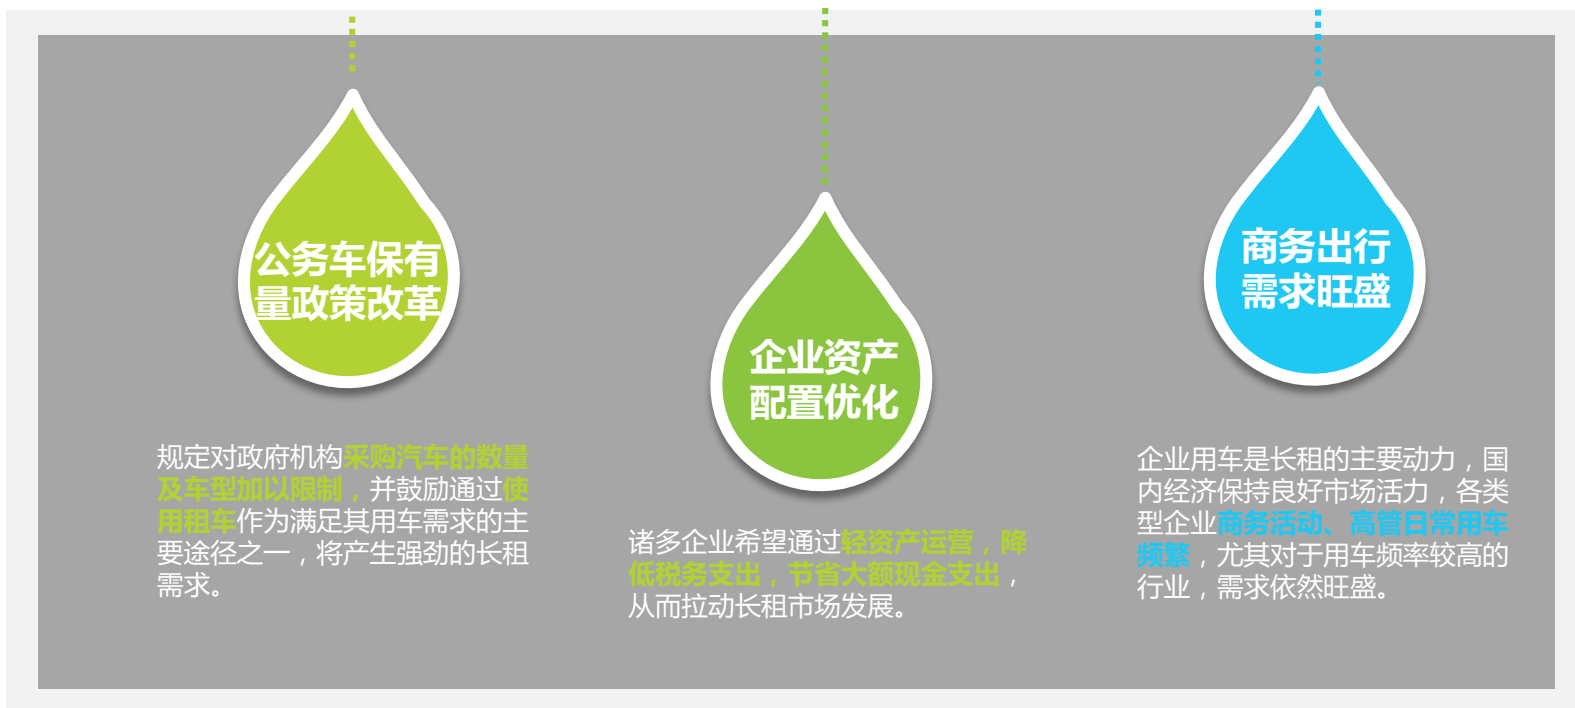 公务车保有
量政策改革
规定对政府机构采购汽车的数量
及车型加以限制，并鼓励通过使
用租车作为满足其用车需求的主
要途径之一，将产生强劲的长租
需求。
企业资产
配置优化
诸多企业希望通过轻资产运营，降
低税务支出，节省大额现金支出，
从而拉动长租市场发展。
商务出行
需求旺盛
企业用车是长租的主要动力，国
内经济保持良好市场活力，各类
型企业商务活动、高管日常用车
频繁，尤其对于用车频率较高的
行业，需求依然旺盛。